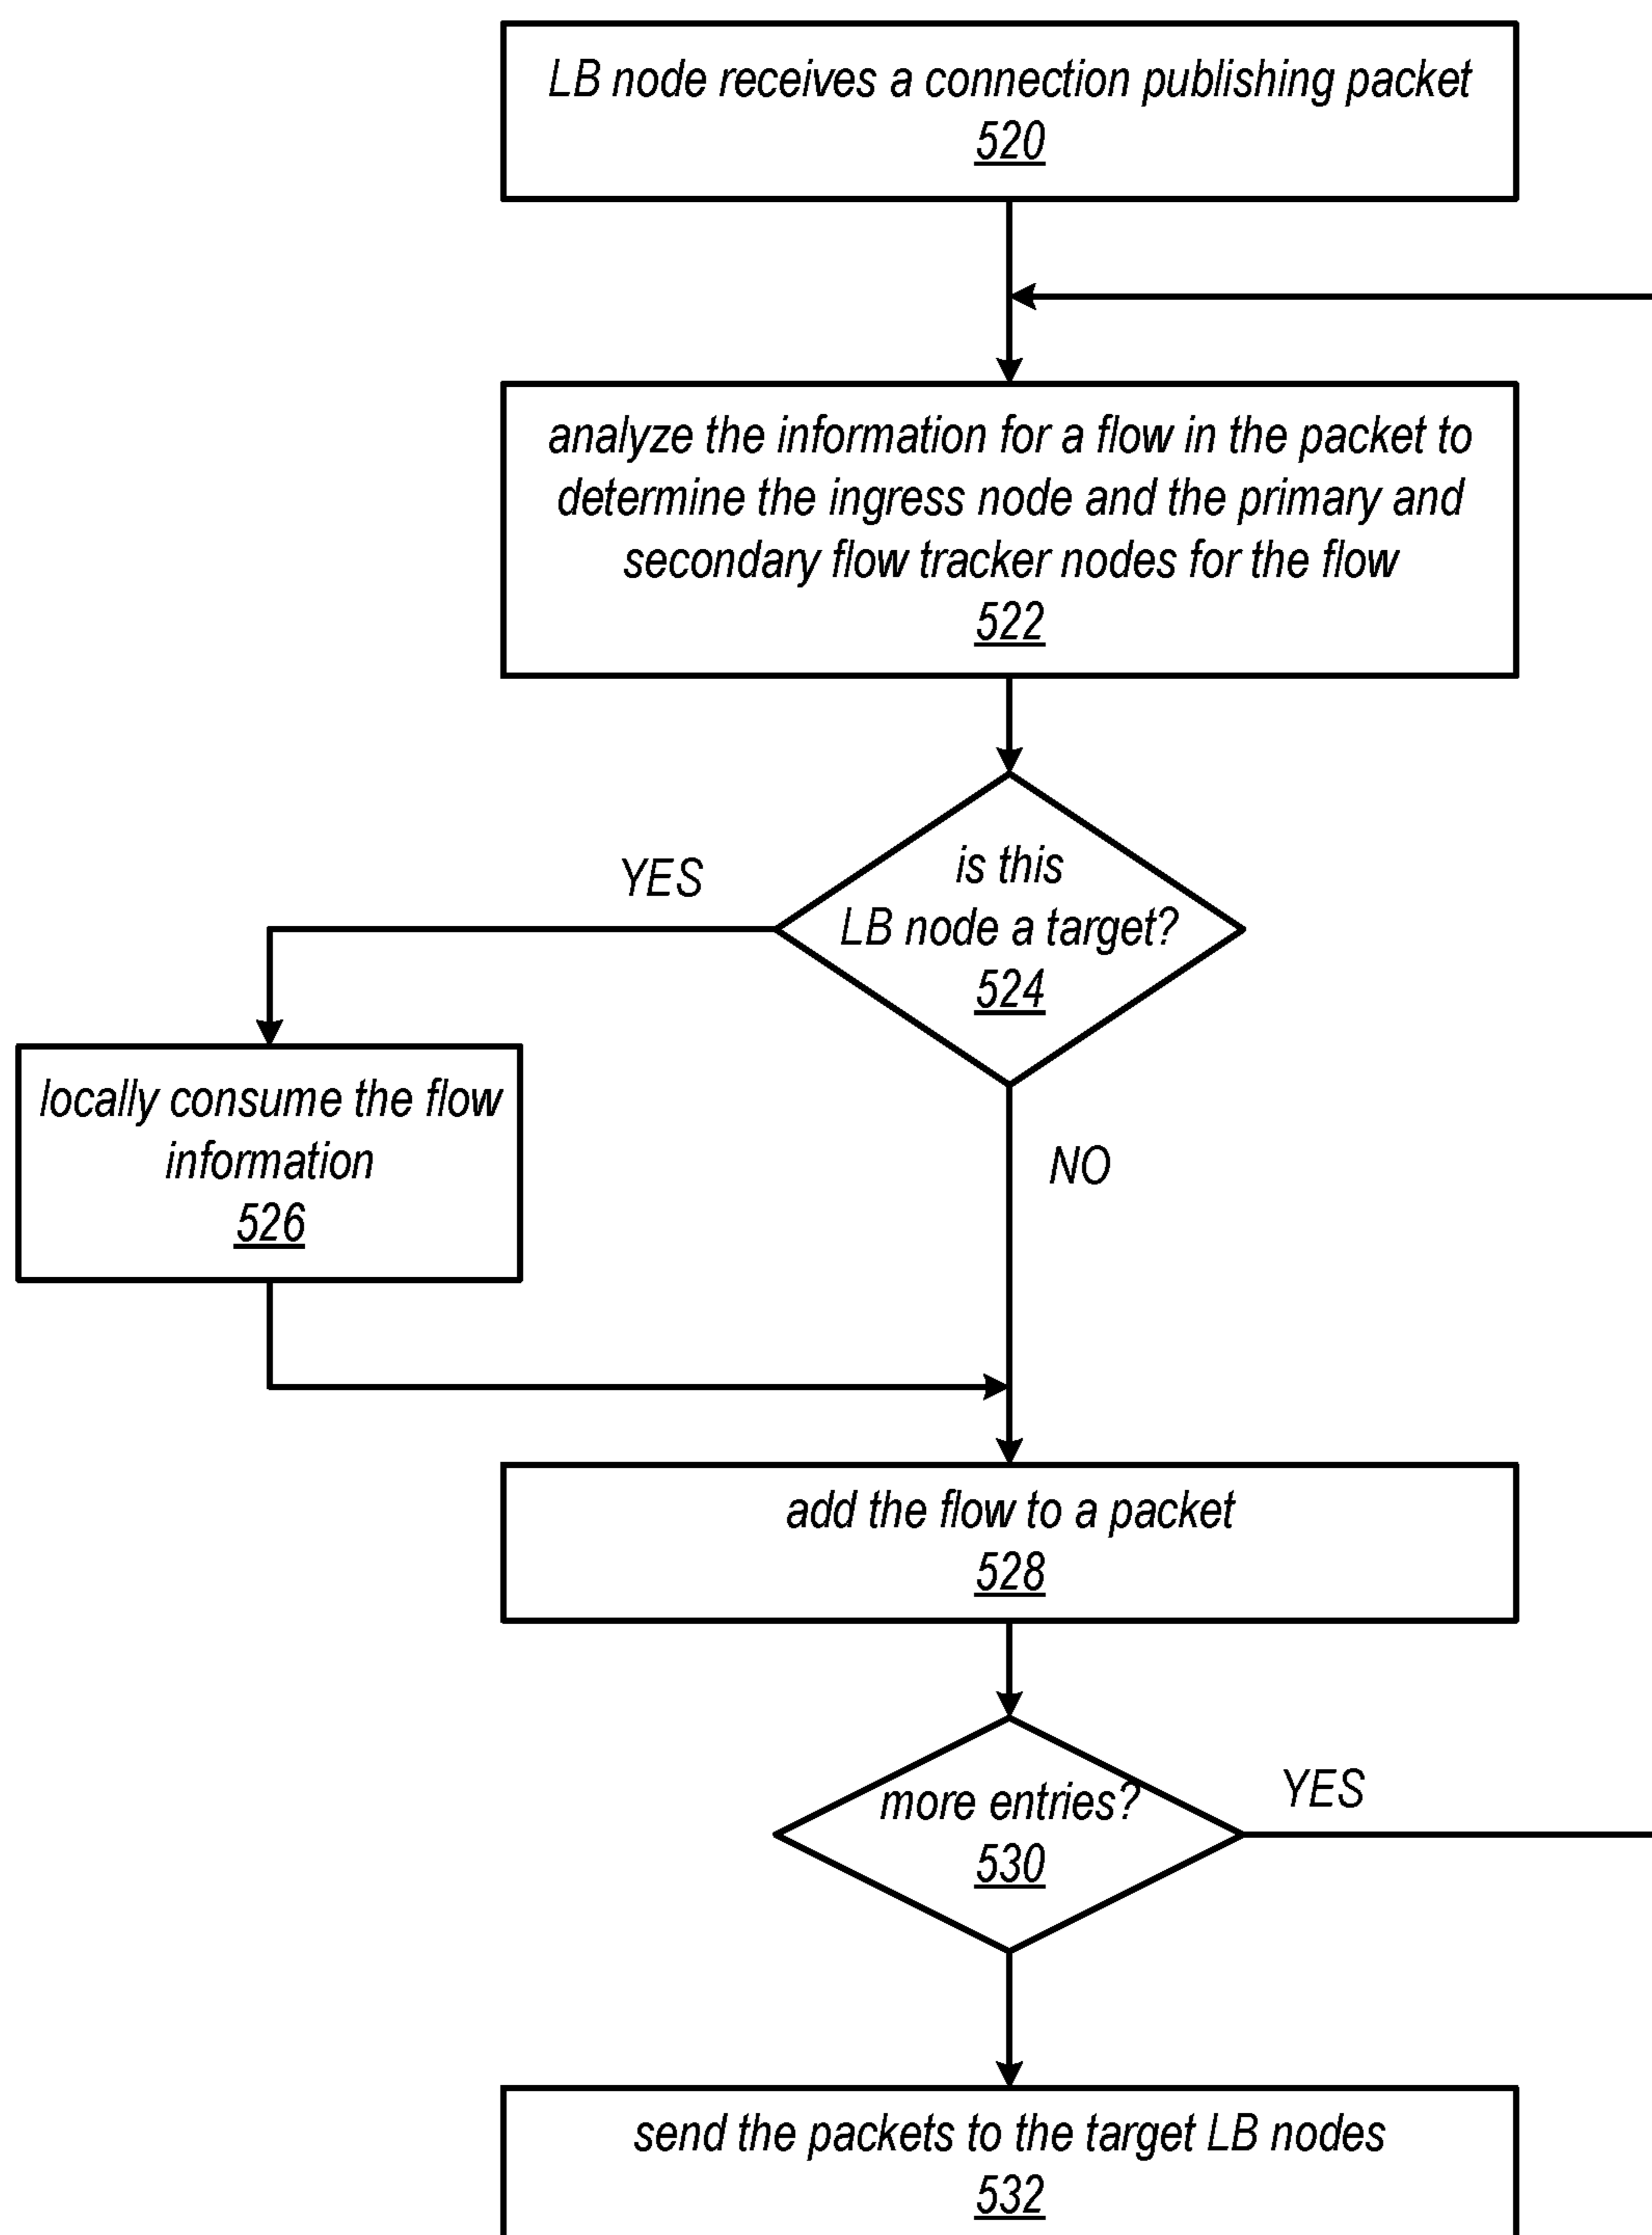 LB node receives a connection publishing packet
520
analyze the information for a flow in the packet to
determine the ingress node and the primary and
secondary flow tracker nodes for the flow
522
is this
LB node a target?
524
YES
locally consume the flow
information
526
NO
add the flow to a packet
528
more entries?
530
YES
send the packets to the target LB nodes
532